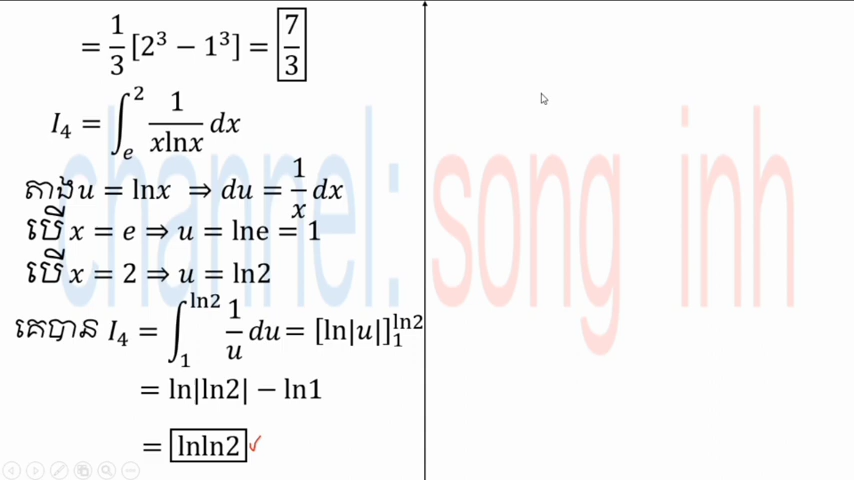 = 1/3 [2³ − 1³] = 7/3
I₄ = ∫ₑ² 1/(xlnx) dx
តាង u = lnx ⇒ du = 1/x dx
បើ x = e ⇒ u = lne = 1
បើ x = 2 ⇒ u = ln2
គេបាន I₄ = ∫₁^ln2 1/u du = [ln|u|]₁^ln2
= ln|ln2| − ln1
= lnln2 ✓
channel: song inh